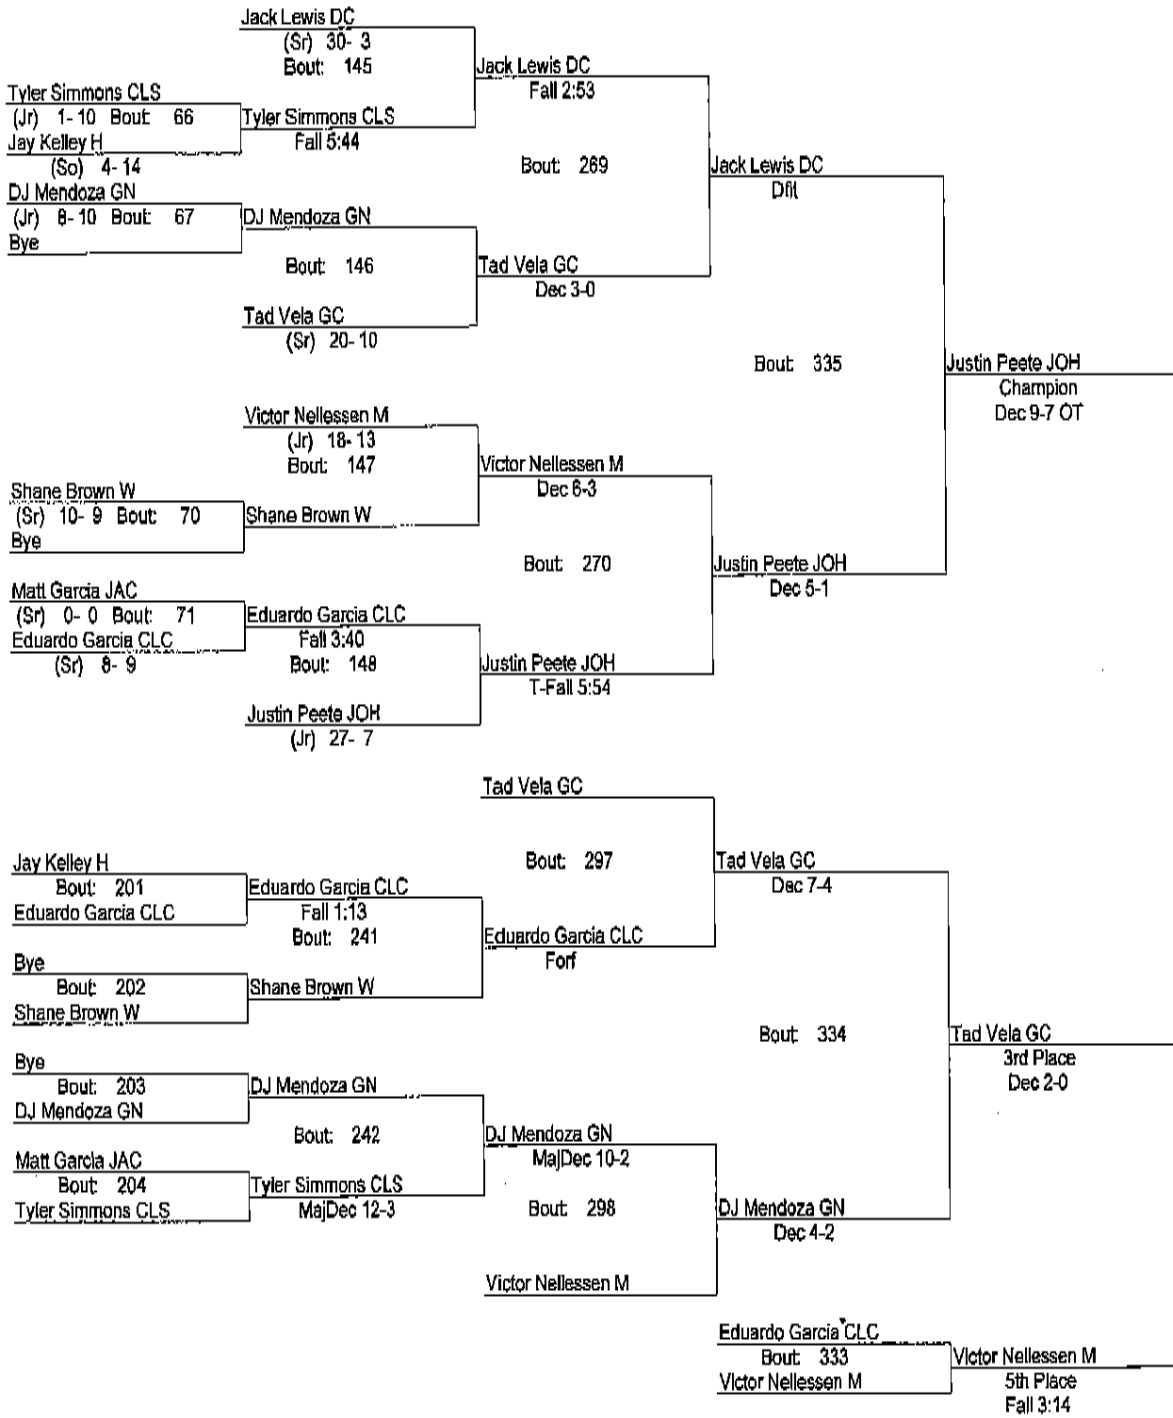 Jack Lewis DC
(Sr) 30- 3
Bout: 145
Jack Lewis DC
Fall 2:53
Tyler Simmons CLS
(Jr) 1- 10 Bout: 66
Tyler Simmons CLS
Fall 5:44
Jay Kelley H
(So) 4- 14
Bout: 269
Jack Lewis DC
Dflt
DJ Mendoza GN
(Jr) 8- 10 Bout: 67
DJ Mendoza GN
Bye
Bout: 146
Tad Vela GC
Dec 3-0
Tad Vela GC
(Sr) 20- 10
Bout: 335
Justin Peete JOH
Champion
Dec 9-7 OT
Victor Nellessen M
(Jr) 18- 13
Bout: 147
Victor Nellessen M
Dec 6-3
Shane Brown W
(Sr) 10- 9 Bout: 70
Shane Brown W
Bye
Bout: 270
Justin Peete JOH
Dec 5-1
Matt Garcia JAC
(Sr) 0- 0 Bout: 71
Eduardo Garcia CLC
Fall 3:40
Eduardo Garcia CLC
(Sr) 8- 9
Bout: 148
Justin Peete JOH
T-Fall 5:54
Justin Peete JOH
(Jr) 27- 7
Tad Vela GC
Bout: 297
Tad Vela GC
Dec 7-4
Jay Kelley H
Bout: 201
Eduardo Garcia CLC
Eduardo Garcia CLC
Fall 1:13
Bout: 241
Eduardo Garcia CLC
Forf
Bye
Bout: 202
Shane Brown W
Shane Brown W
Bout: 334
Tad Vela GC
3rd Place
Dec 2-0
Bye
Bout: 203
DJ Mendoza GN
DJ Mendoza GN
Bout: 242
DJ Mendoza GN
MajDec 10-2
Matt Garcia JAC
Bout: 204
Tyler Simmons CLS
Tyler Simmons CLS
MajDec 12-3
Bout: 298
DJ Mendoza GN
Dec 4-2
Victor Nellessen M
Eduardo Garcia CLC
Bout: 333
Victor Nellessen M
Victor Nellessen M
5th Place
Fall 3:14